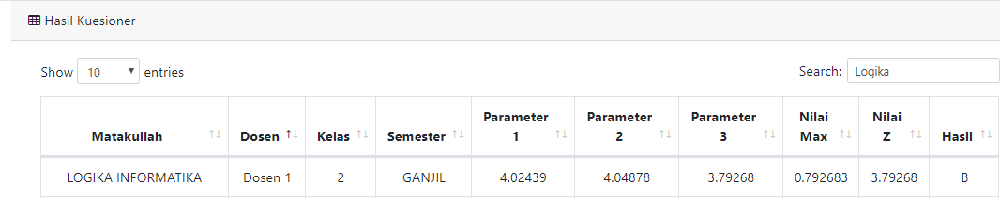 Hasil Kuesioner
Show 10 entries Search: Logika
Matakuliah Dosen Kelas Semester Parameter 1 Parameter 2 Parameter 3 Nilai Max Nilai Z Hasil
LOGIKA INFORMATIKA Dosen 1 2 GANJIL 4.02439 4.04878 3.79268 0.792683 3.79268 B